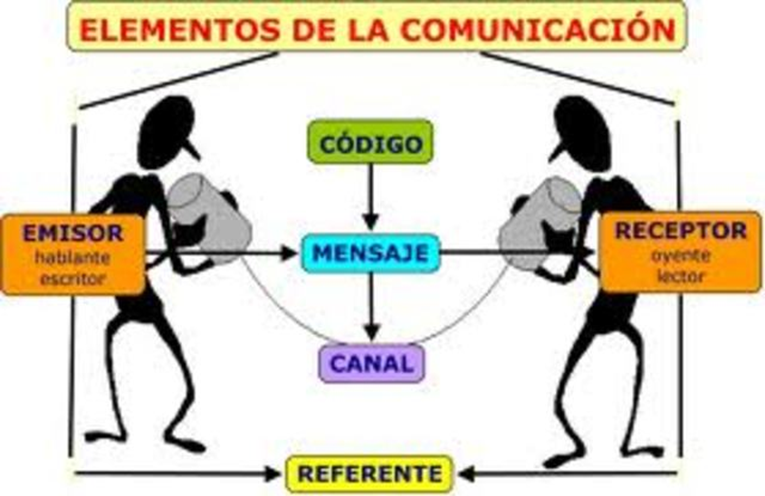 ELEMENTOS DE LA COMUNICACIÓN
CÓDIGO
EMISOR
hablante
escritor
MENSAJE
RECEPTOR
oyente
lector
CANAL
REFERENTE